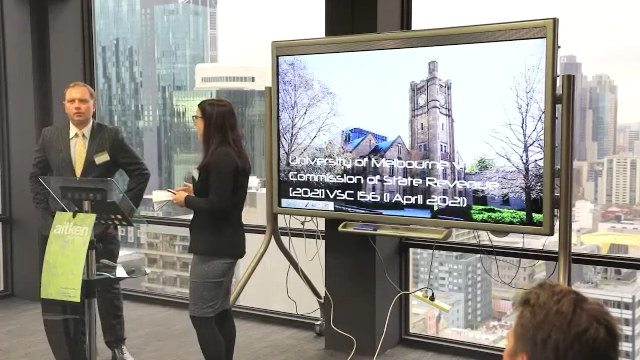 University of Melbourne v
Commission of State Revenue
[2021] VSC 156 (1 April 2021)
aitken